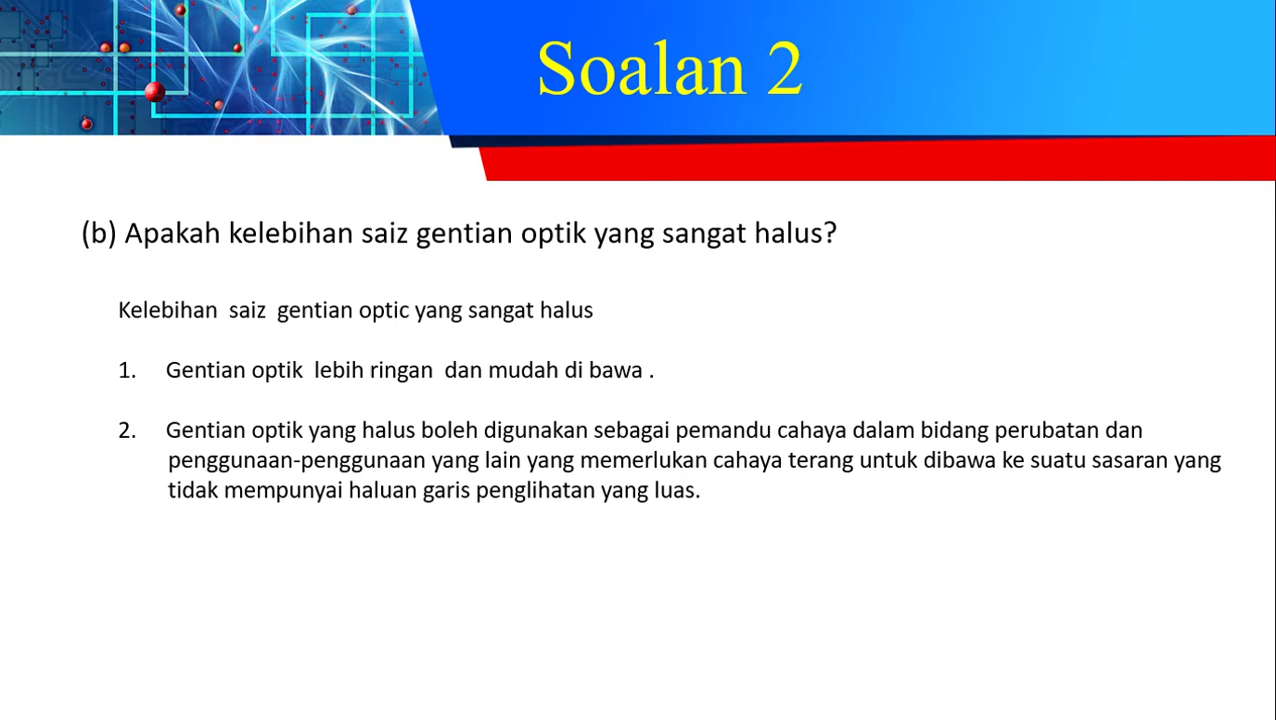 Soalan 2
(b) Apakah kelebihan saiz gentian optik yang sangat halus?
Kelebihan saiz gentian optic yang sangat halus
1. Gentian optik lebih ringan dan mudah di bawa .
2. Gentian optik yang halus boleh digunakan sebagai pemandu cahaya dalam bidang perubatan dan
penggunaan-penggunaan yang lain yang memerlukan cahaya terang untuk dibawa ke suatu sasaran yang
tidak mempunyai haluan garis penglihatan yang luas.